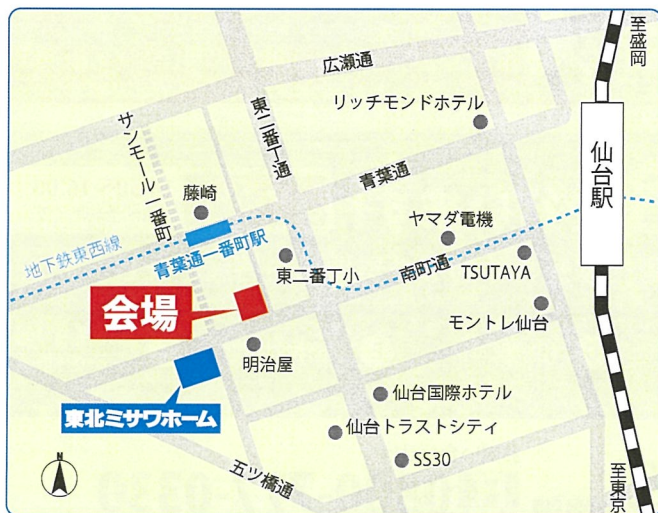 至盛岡
広瀬通
リッチモンドホテル
東二番丁通
サンモール一番町
仙台駅
青葉通
藤崎
ヤマダ電機
地下鉄東西線
青葉通一番町駅
東二番丁小
南町通
TSUTAYA
会場
モントレ仙台
明治屋
東北ミサワホーム
仙台国際ホテル
仙台トラストシティ
SS30
五ツ橋通
N
至東京